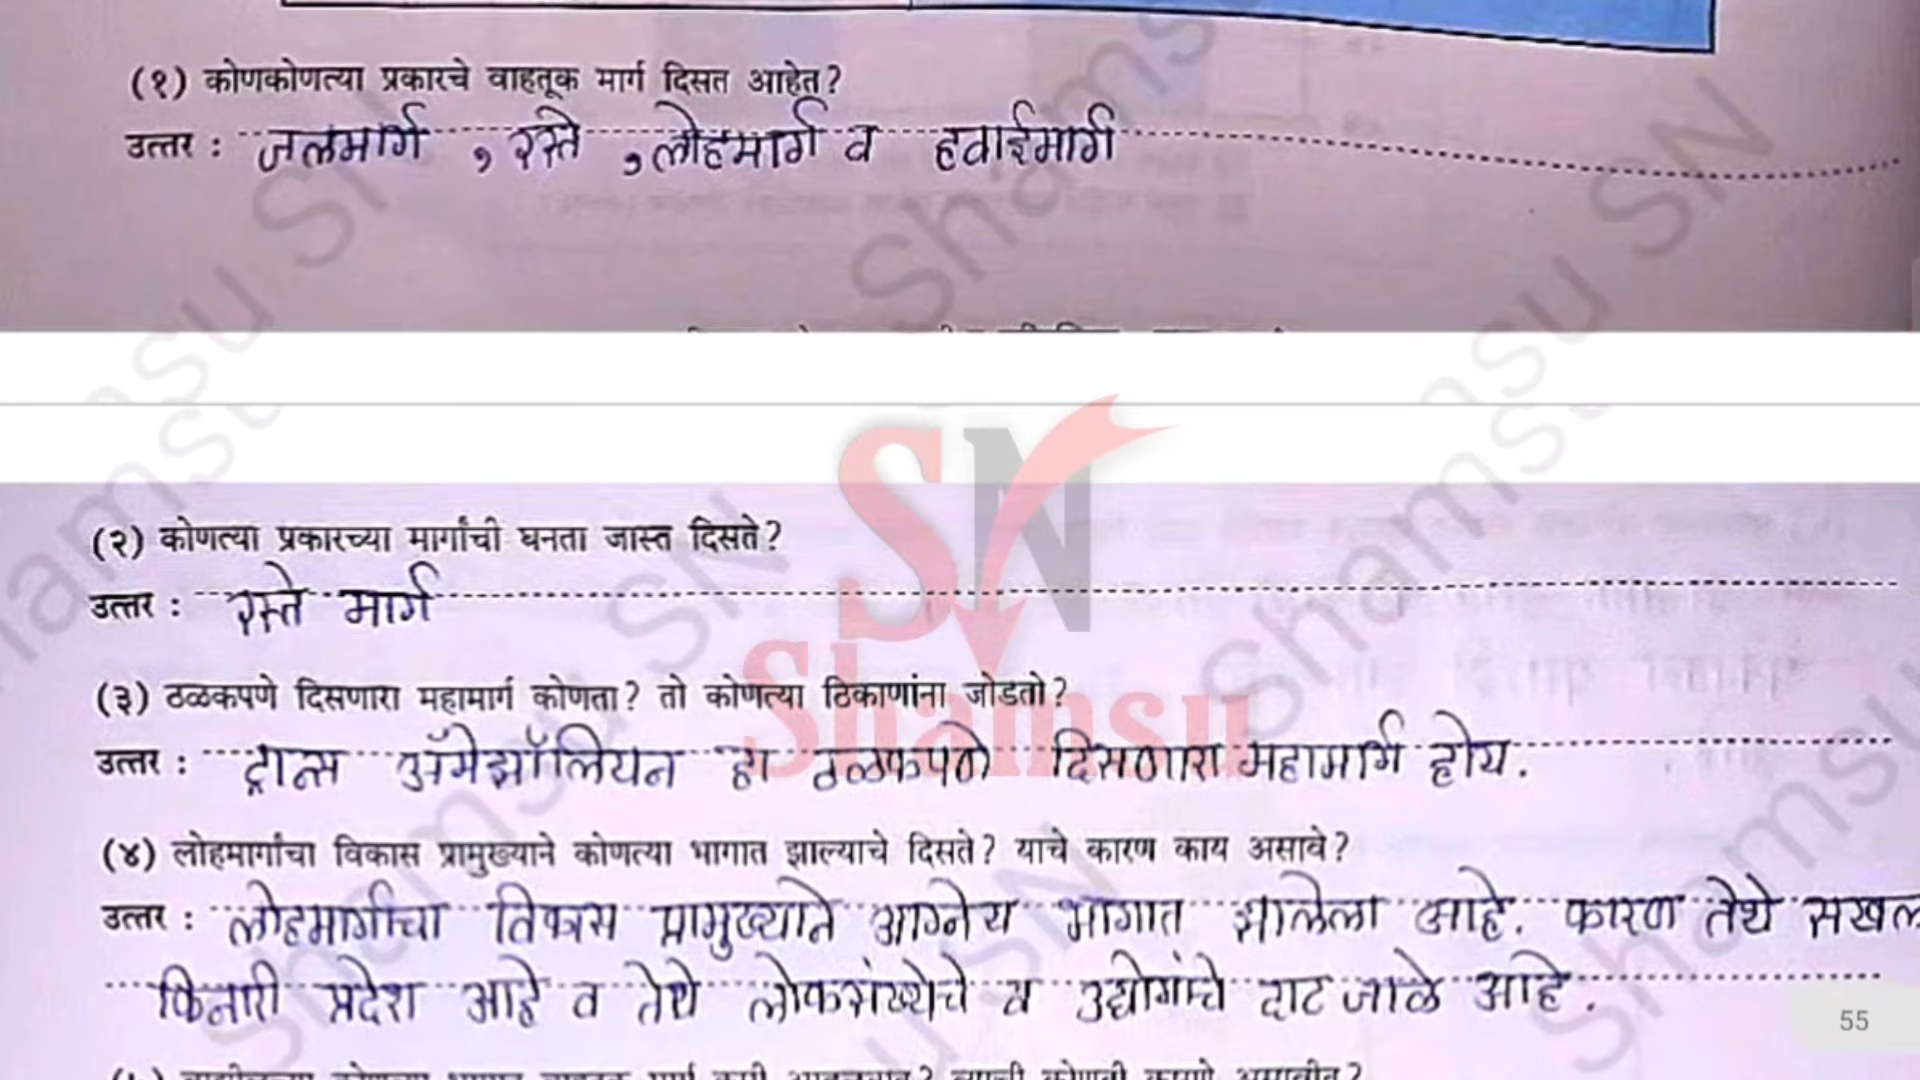 (१) कोणकोणत्या प्रकारचे वाहतूक मार्ग दिसत आहेत?
उत्तर : जलमार्ग , रस्ते , लोहमार्ग व हवाईमार्ग
(२) कोणत्या प्रकारच्या मार्गांची घनता जास्त दिसते?
उत्तर : रस्ते मार्ग
SN
Shamsu
(३) ठळकपणे दिसणारा महामार्ग कोणता? तो कोणत्या ठिकाणांना जोडतो?
उत्तर : ट्रान्स ॲमेझॉलियन हा ठळकपणे दिसणारा महामार्ग होय.
(४) लोहमार्गांचा विकास प्रामुख्याने कोणत्या भागात झाल्याचे दिसते? याचे कारण काय असावे?
उत्तर : लोहमार्गाचा विकास प्रामुख्याने आग्नेय भागात झालेला आहे. कारण तेथे सखल
किनारी प्रदेश आहे व तेथे लोकसंख्येचे व उद्योगांचे दाट जाळे आहे.
55